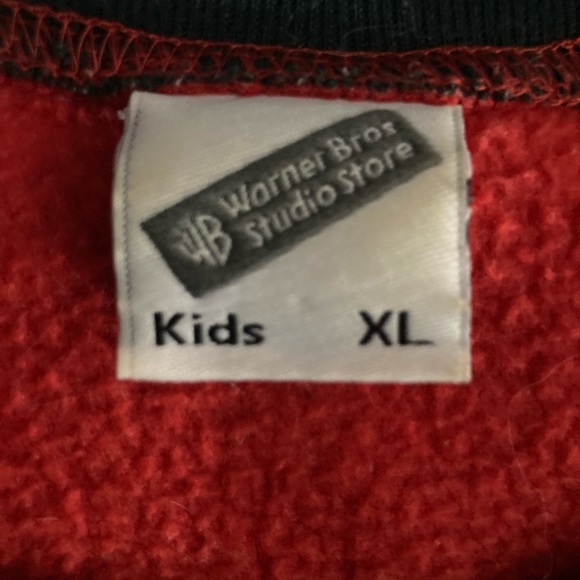 WB Warner Bros
Studio Store
Kids XL